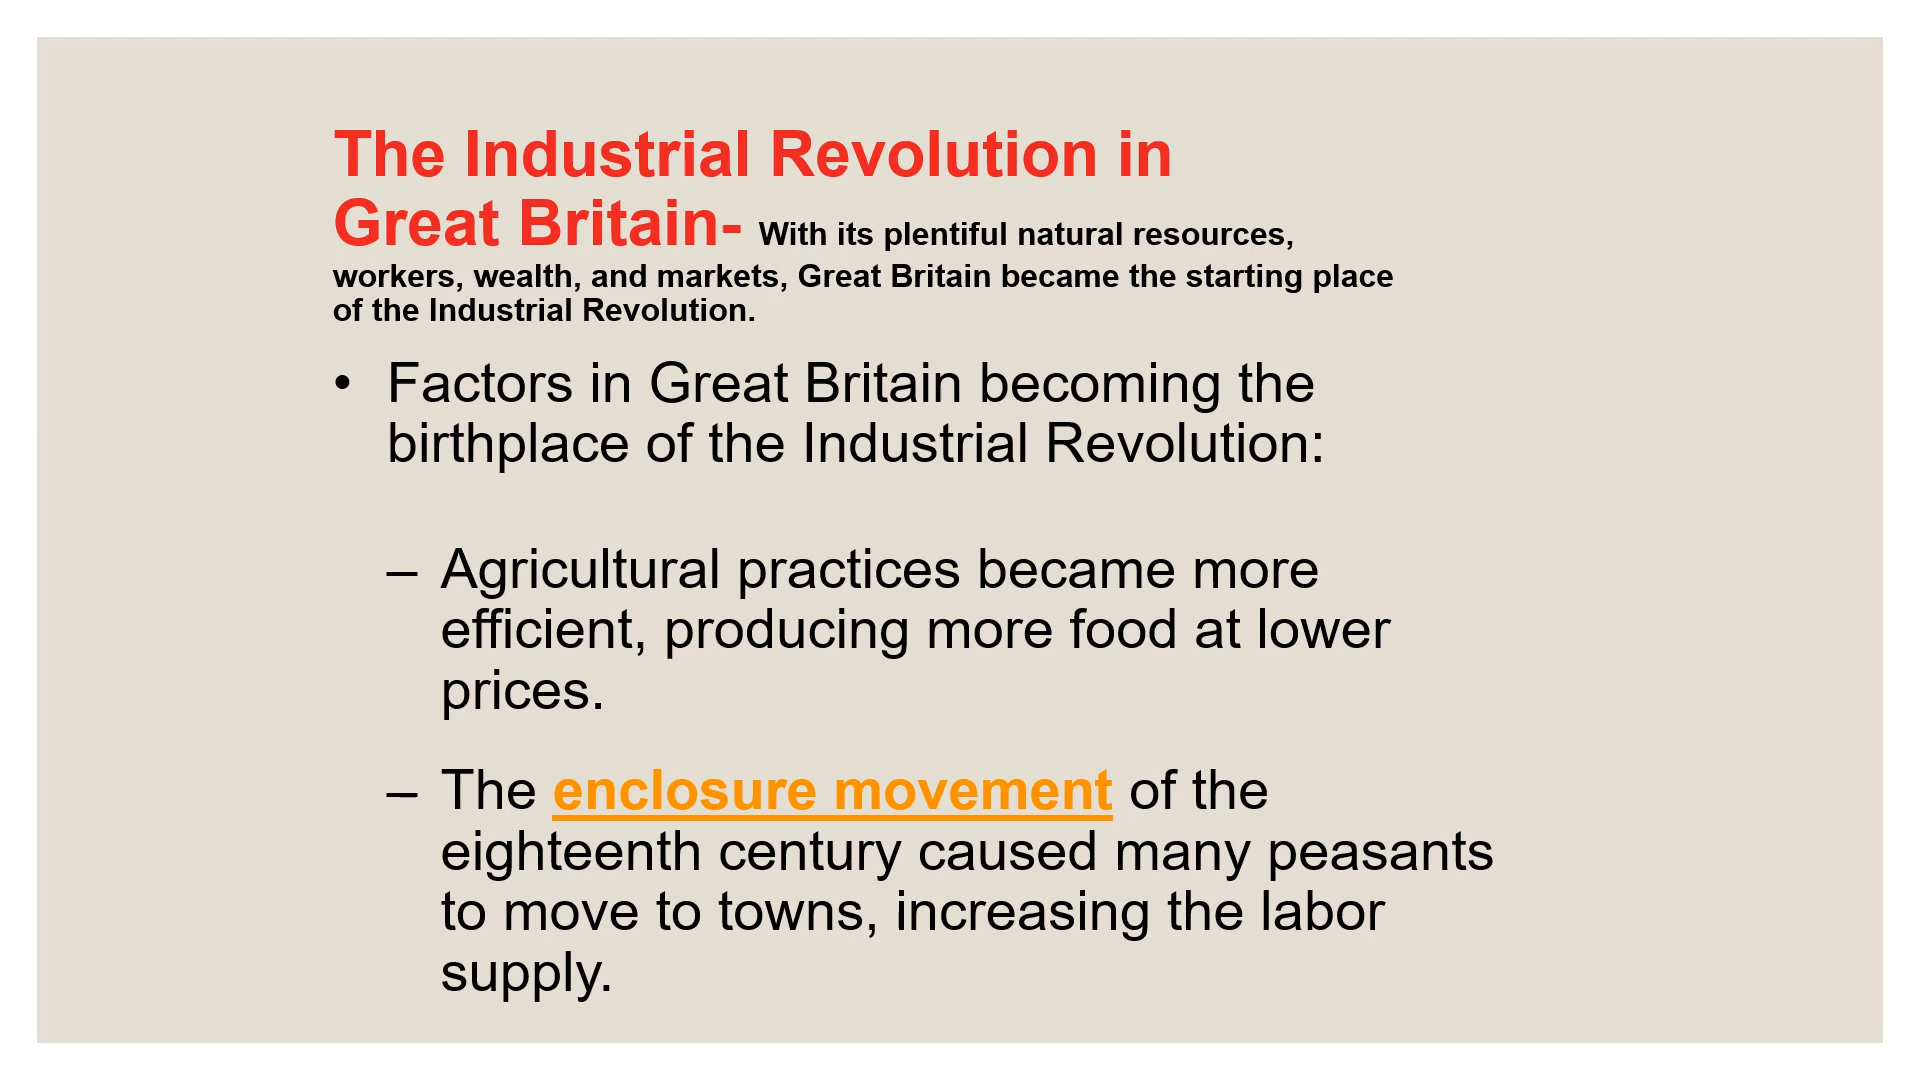 The Industrial Revolution in
Great Britain- With its plentiful natural resources,
workers, wealth, and markets, Great Britain became the starting place
of the Industrial Revolution.
• Factors in Great Britain becoming the
birthplace of the Industrial Revolution:
– Agricultural practices became more
efficient, producing more food at lower
prices.
– The enclosure movement of the
eighteenth century caused many peasants
to move to towns, increasing the labor
supply.